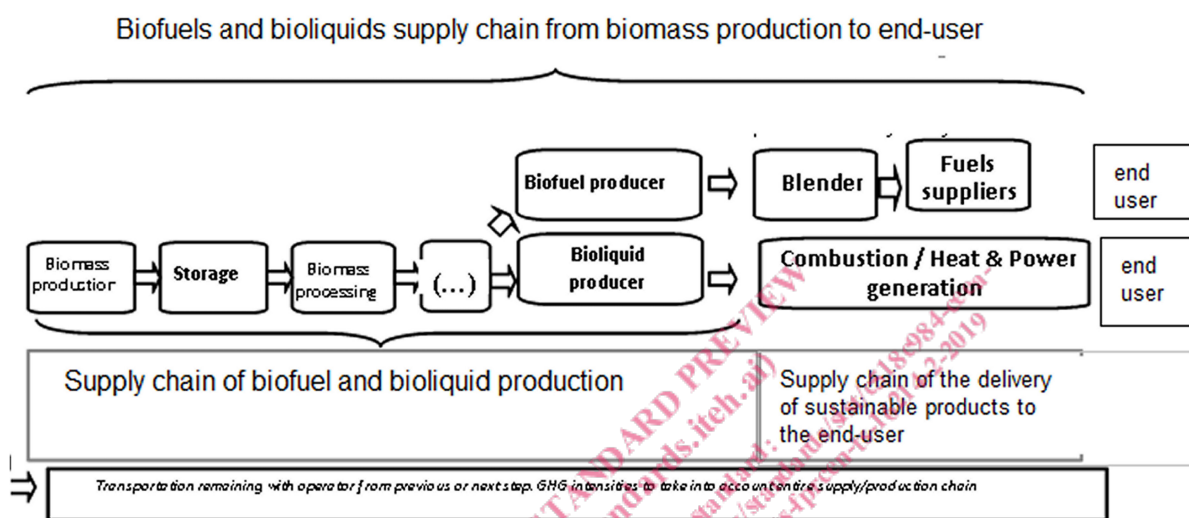 Biofuels and bioliquids supply chain from biomass production to end-user
Biofuel producer
Blender
Fuels
suppliers
end
user
Biomass
production
Storage
Biomass
processing
(...)
Bioliquid
producer
Combustion / Heat & Power
generation
end
user
Supply chain of biofuel and bioliquid production
Supply chain of the delivery
of sustainable products to
the end-user
Transportation remaining with operator from previous or next step. GHG intensities to take into account entire supply/production chain
STANDARD PREVIEW